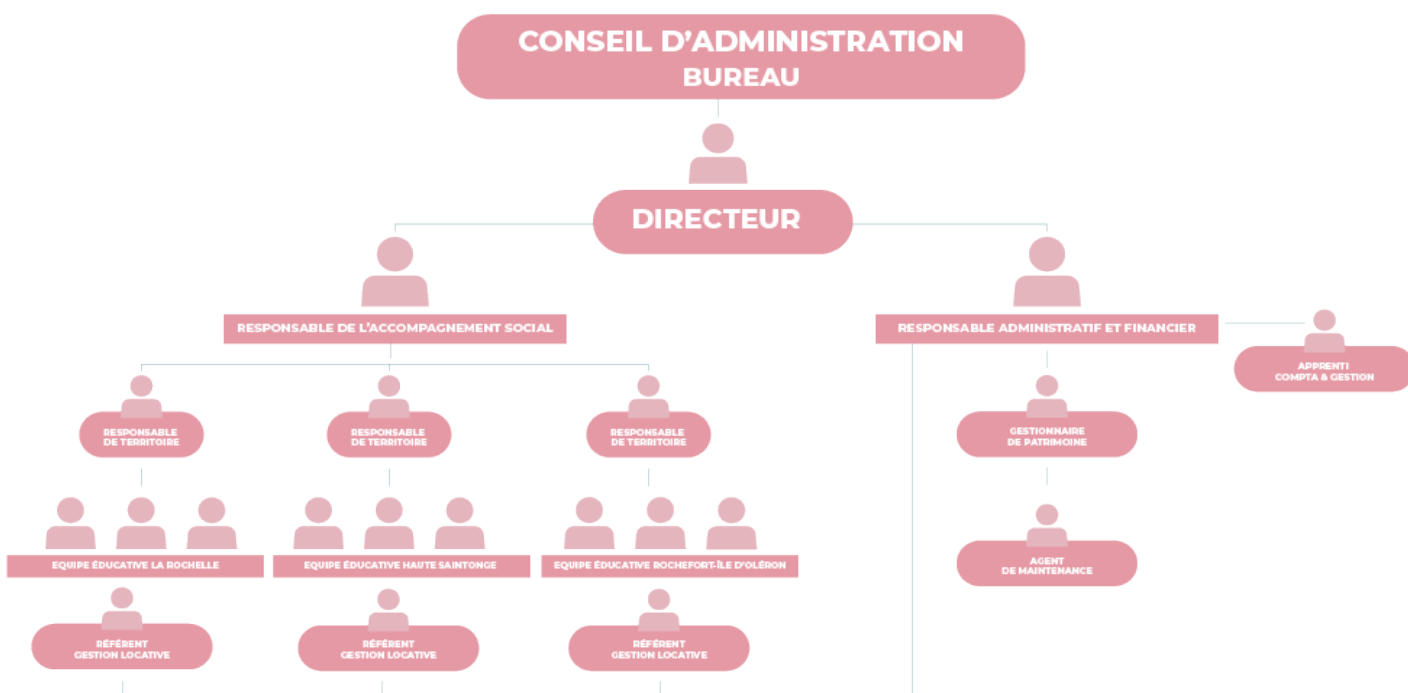 CONSEIL D'ADMINISTRATION
BUREAU
DIRECTEUR
RESPONSABLE DE L'ACCOMPAGNEMENT SOCIAL
RESPONSABLE ADMINISTRATIF ET FINANCIER
APPRENTI
COMPTA & GESTION
RESPONSABLE
DE TERRITOIRE
RESPONSABLE
DE TERRITOIRE
RESPONSABLE
DE TERRITOIRE
GESTIONNAIRE
DE PATRIMOINE
EQUIPE ÉDUCATIVE LA ROCHELLE
EQUIPE ÉDUCATIVE HAUTE SAINTONGE
EQUIPE ÉDUCATIVE ROCHEFORT-ÎLE D'OLÉRON
AGENT
DE MAINTENANCE
RÉFÉRENT
GESTION LOCATIVE
RÉFÉRENT
GESTION LOCATIVE
RÉFÉRENT
GESTION LOCATIVE